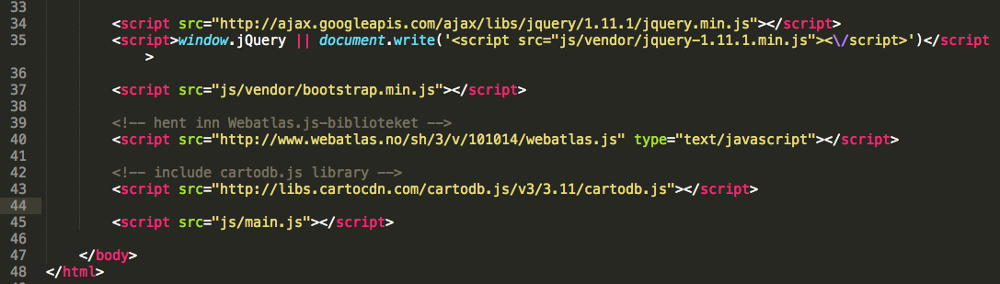 33
34 <script src="http://ajax.googleapis.com/ajax/libs/jquery/1.11.1/jquery.min.js"></script>
35 <script>window.jQuery || document.write('<script src="js/vendor/jquery-1.11.1.min.js"><\/script>')</script
>
36
37 <script src="js/vendor/bootstrap.min.js"></script>
38
39 <!-- hent inn Webatlas.js-biblioteket -->
40 <script src="http://www.webatlas.no/sh/3/v/101014/webatlas.js" type="text/javascript"></script>
41
42 <!-- include cartodb.js library -->
43 <script src="http://libs.cartocdn.com/cartodb.js/v3/3.11/cartodb.js"></script>
44
45 <script src="js/main.js"></script>
46
47 </body>
48 </html>